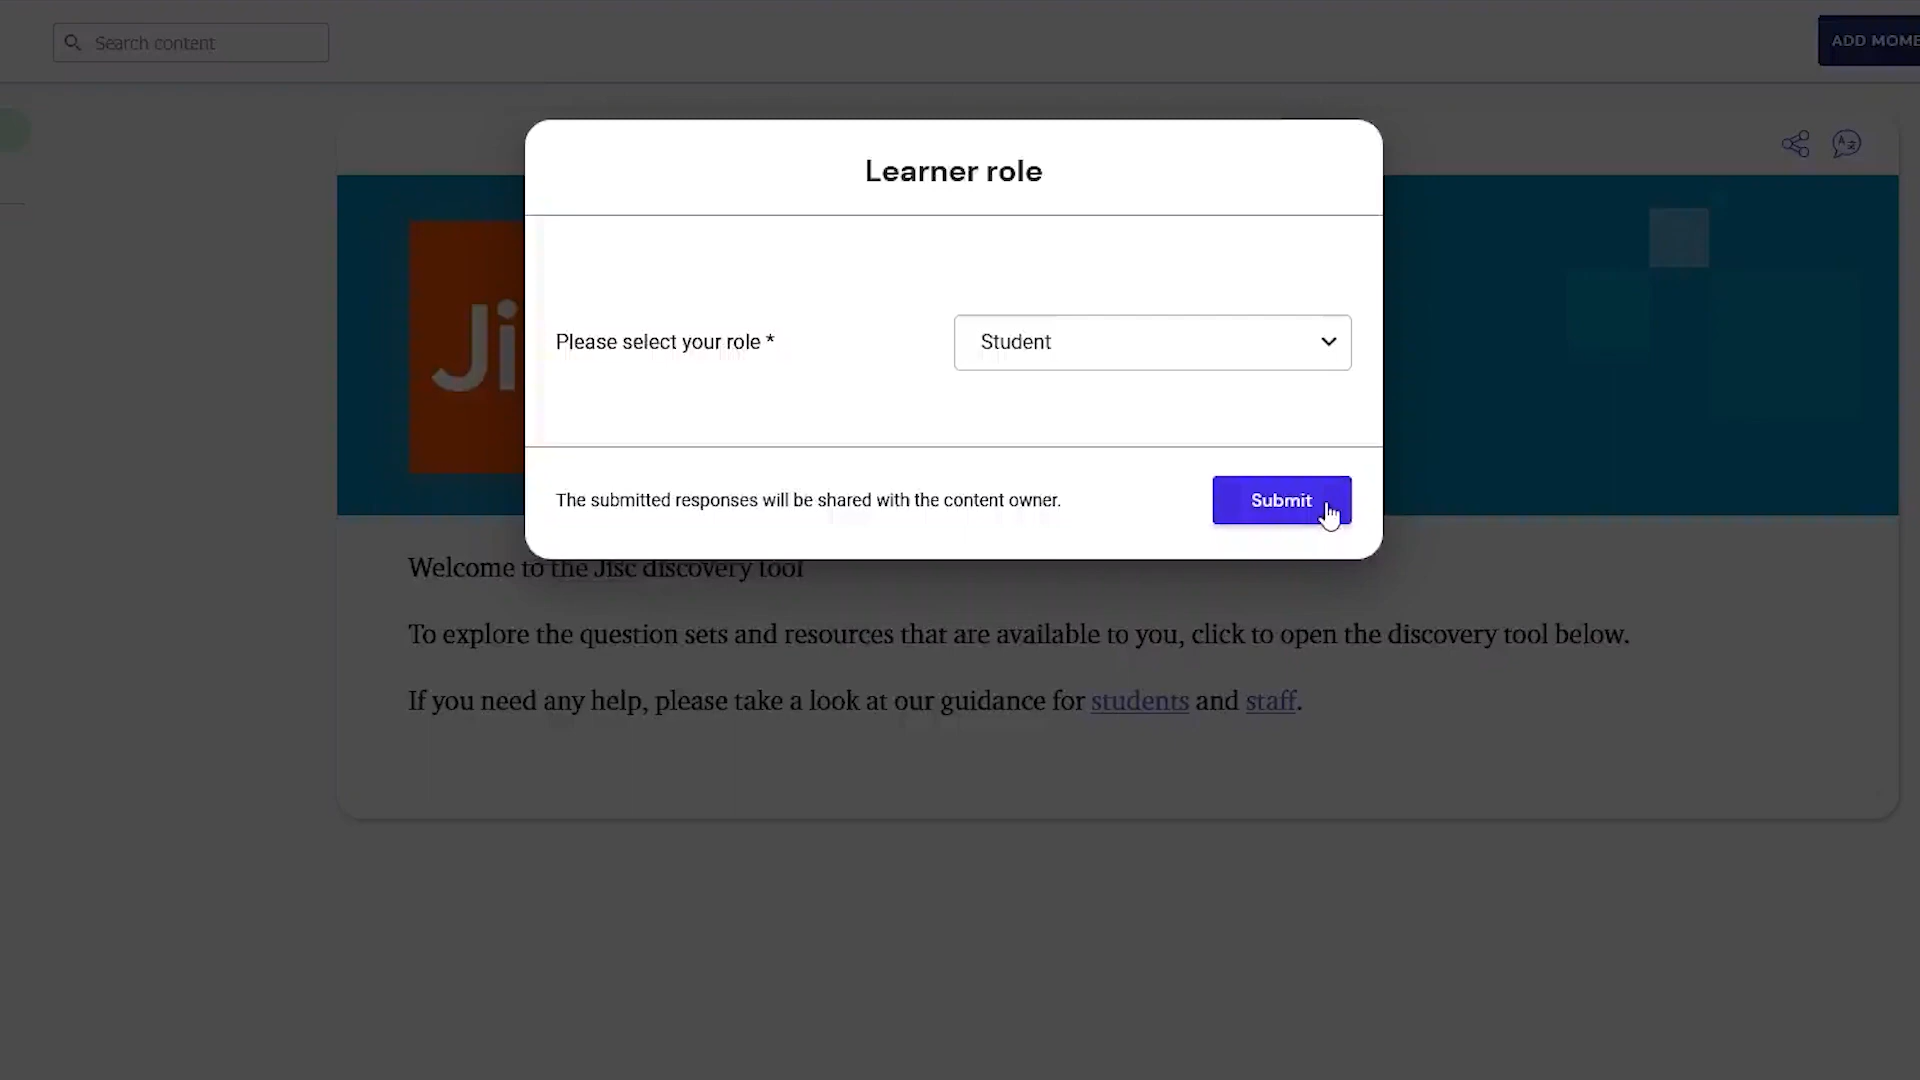 Search content
ADD MOME
Learner role
Please select your role *
Student
Ji
The submitted responses will be shared with the content owner.
Submit
Welcome to the Jisc discovery tool
To explore the question sets and resources that are available to you, click to open the discovery tool below.
If you need any help, please take a look at our guidance for students and staff.